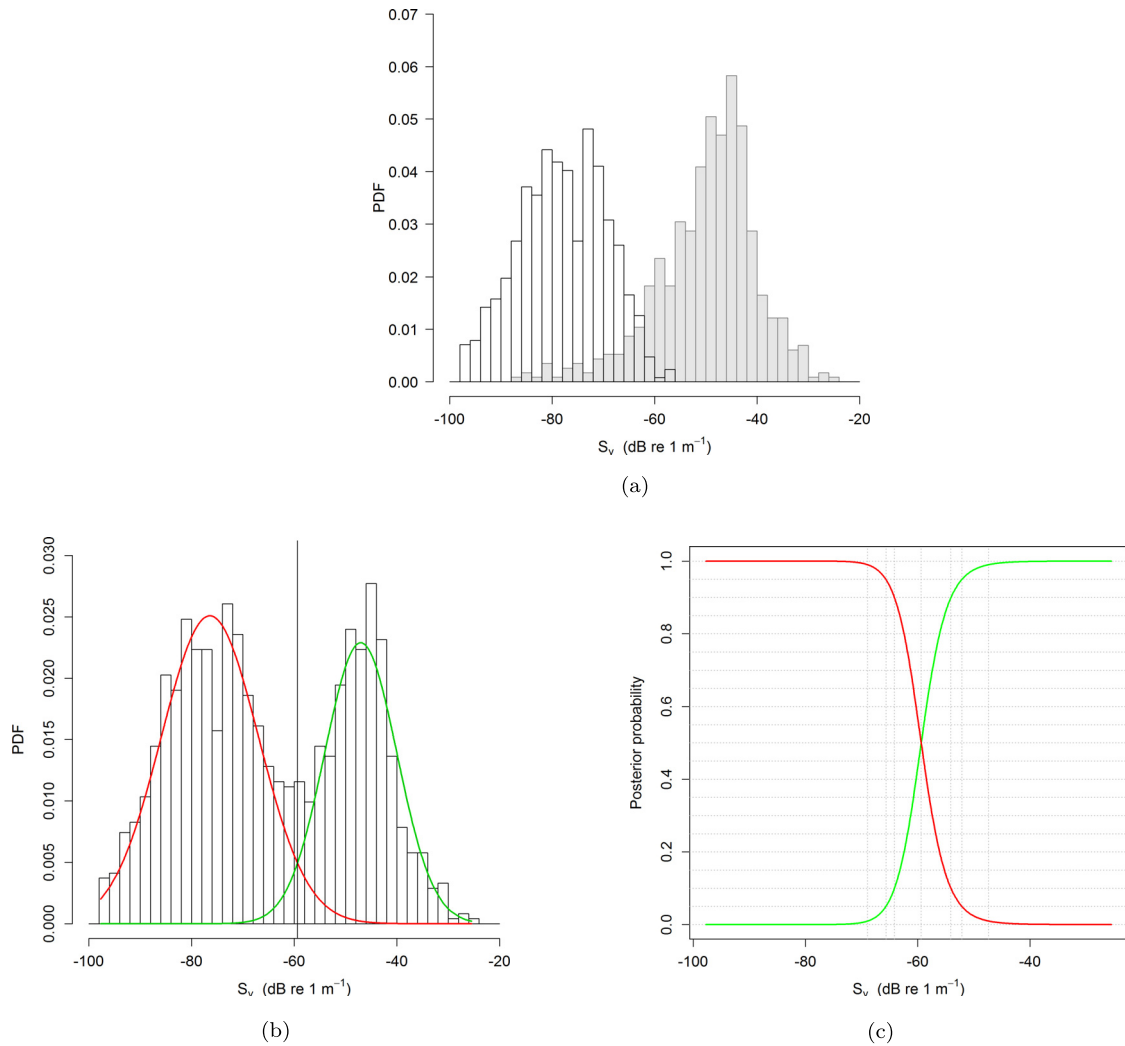 0.07
0.06
0.05
0.04
0.03
0.02
0.01
0.00
PDF
-100 -80 -60 -40 -20
Sᵥ (dB re 1 m⁻¹)
(a)
0.030
0.025
0.020
0.015
0.010
0.005
0.000
PDF
-100 -80 -60 -40 -20
Sᵥ (dB re 1 m⁻¹)
(b)
1.0
0.8
0.6
0.4
0.2
0.0
Posterior probability
-100 -80 -60 -40
Sᵥ (dB re 1 m⁻¹)
(c)